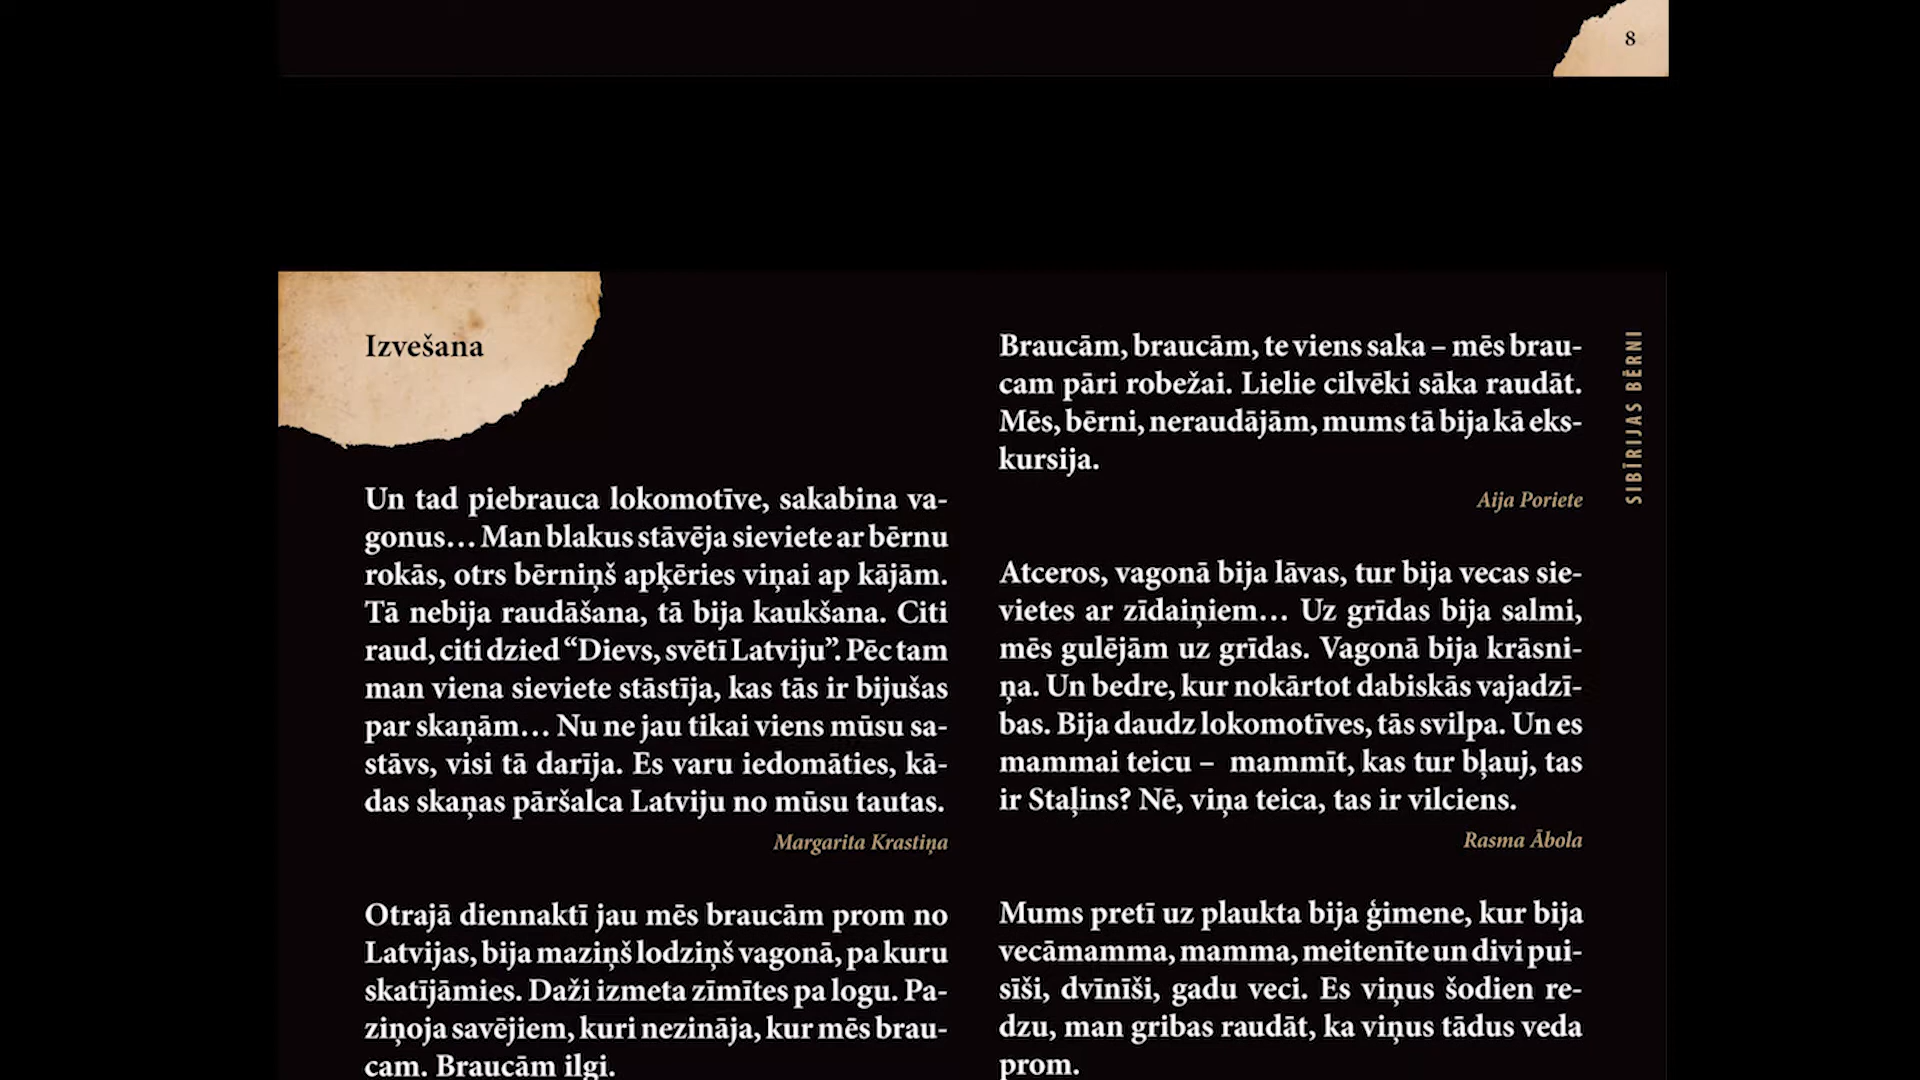 8
Izvešana
Un tad piebrauca lokomotīve, sakabina va-
gonus… Man blakus stāvēja sieviete ar bērnu
rokās, otrs bērniņš apķēries viņai ap kājām.
Tā nebija raudāšana, tā bija kaukšana. Citi
raud, citi dzied “Dievs, svētī Latviju”. Pēc tam
man viena sieviete stāstīja, kas tās ir bijušas
par skaņām… Nu ne jau tikai viens mūsu sa-
stāvs, visi tā darīja. Es varu iedomāties, kā-
das skaņas pāršalca Latviju no mūsu tautas.
Margarita Krastiņa
Otrajā diennaktī jau mēs braucām prom no
Latvijas, bija maziņš lodziņš vagonā, pa kuru
skatījāmies. Daži izmeta zīmītes pa logu. Pa-
ziņoja savējiem, kuri nezināja, kur mēs brau-
cam. Braucām ilgi.
Braucām, braucām, te viens saka – mēs brau-
cam pāri robežai. Lielie cilvēki sāka raudāt.
Mēs, bērni, neraudājām, mums tā bija kā eks-
kursija.
Aija Poriete
Atceros, vagonā bija lāvas, tur bija vecas sie-
vietes ar zīdaiņiem… Uz grīdas bija salmi,
mēs gulējām uz grīdas. Vagonā bija krāsni-
ņa. Un bedre, kur nokārtot dabiskās vajadzī-
bas. Bija daudz lokomotīves, tās svilpa. Un es
mammai teicu – mammīt, kas tur bļauj, tas
ir Staļins? Nē, viņa teica, tas ir vilciens.
Rasma Ābola
Mums pretī uz plaukta bija ģimene, kur bija
vecāmamma, mamma, meitenīte un divi pui-
sīši, dvīnīši, gadu veci. Es viņus šodien re-
dzu, man gribas raudāt, ka viņus tādus veda
prom.
SIBĪRIJAS BĒRNI